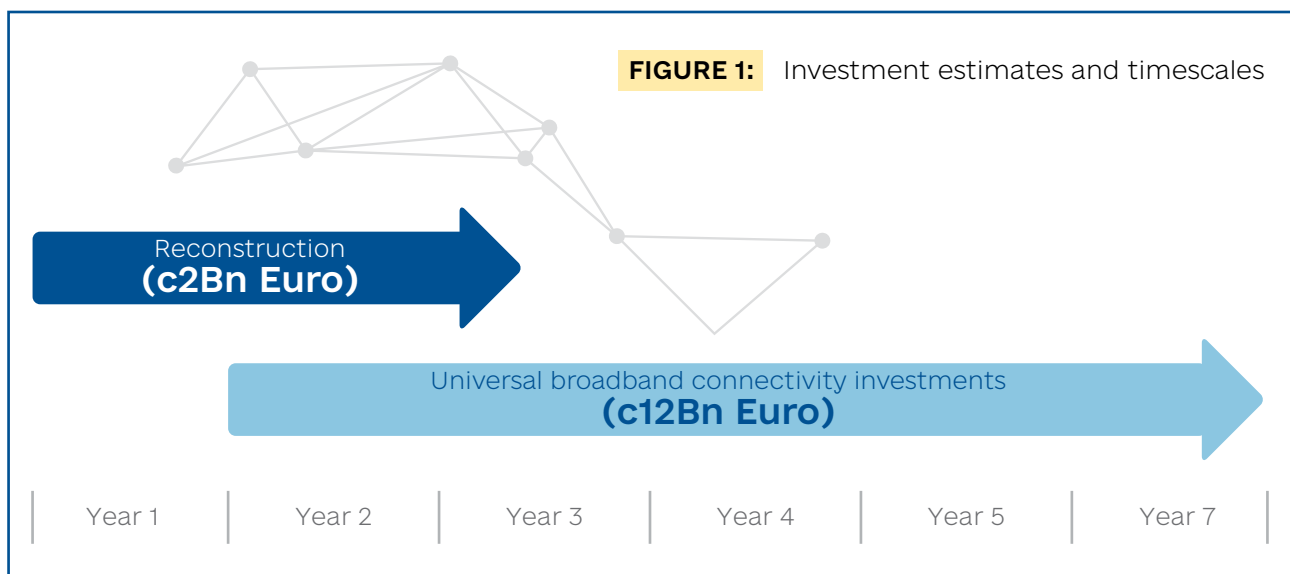 FIGURE 1: Investment estimates and timescales
Reconstruction
(c2Bn Euro)
Universal broadband connectivity investments
(c12Bn Euro)
Year 1 Year 2 Year 3 Year 4 Year 5 Year 7